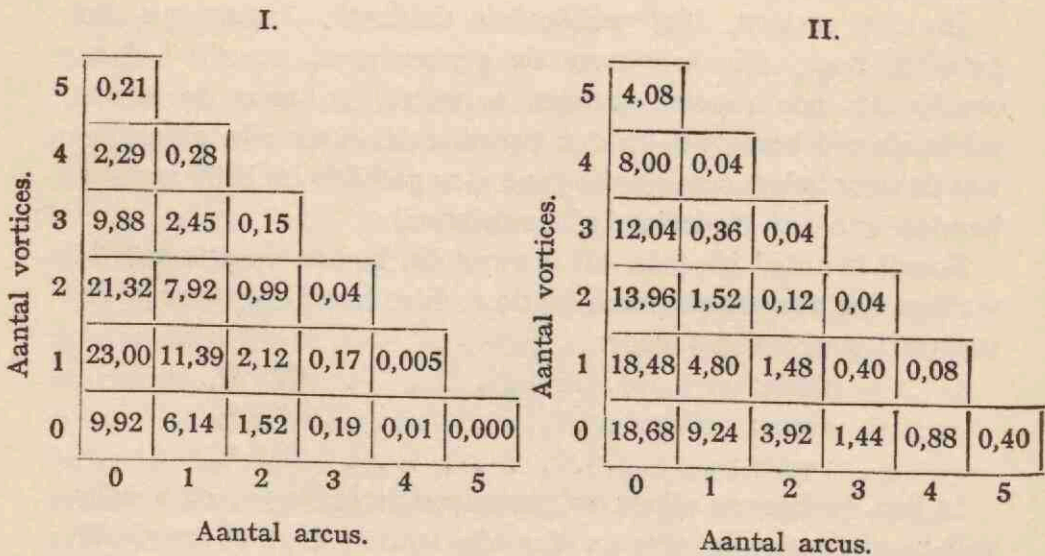 I.
5 0,21
4 2,29 0,28
3 9,88 2,45 0,15
2 21,32 7,92 0,99 0,04
1 23,00 11,39 2,12 0,17 0,005
0 9,92 6,14 1,52 0,19 0,01 0,000
0 1 2 3 4 5
Aantal vortices.
Aantal arcus.
II.
5 4,08
4 8,00 0,04
3 12,04 0,36 0,04
2 13,96 1,52 0,12 0,04
1 18,48 4,80 1,48 0,40 0,08
0 18,68 9,24 3,92 1,44 0,88 0,40
0 1 2 3 4 5
Aantal vortices.
Aantal arcus.